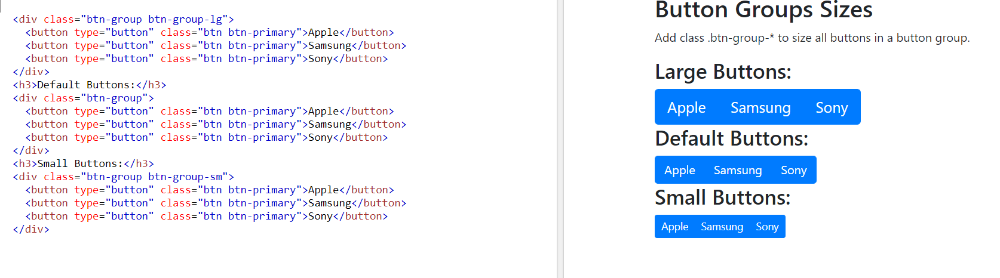 <div class="btn-group btn-group-lg">
  <button type="button" class="btn btn-primary">Apple</button>
  <button type="button" class="btn btn-primary">Samsung</button>
  <button type="button" class="btn btn-primary">Sony</button>
</div>
<h3>Default Buttons:</h3>
<div class="btn-group">
  <button type="button" class="btn btn-primary">Apple</button>
  <button type="button" class="btn btn-primary">Samsung</button>
  <button type="button" class="btn btn-primary">Sony</button>
</div>
<h3>Small Buttons:</h3>
<div class="btn-group btn-group-sm">
  <button type="button" class="btn btn-primary">Apple</button>
  <button type="button" class="btn btn-primary">Samsung</button>
  <button type="button" class="btn btn-primary">Sony</button>
</div>
Button Groups Sizes
Add class .btn-group-* to size all buttons in a button group.
Large Buttons:
Apple Samsung Sony
Default Buttons:
Apple Samsung Sony
Small Buttons:
Apple Samsung Sony